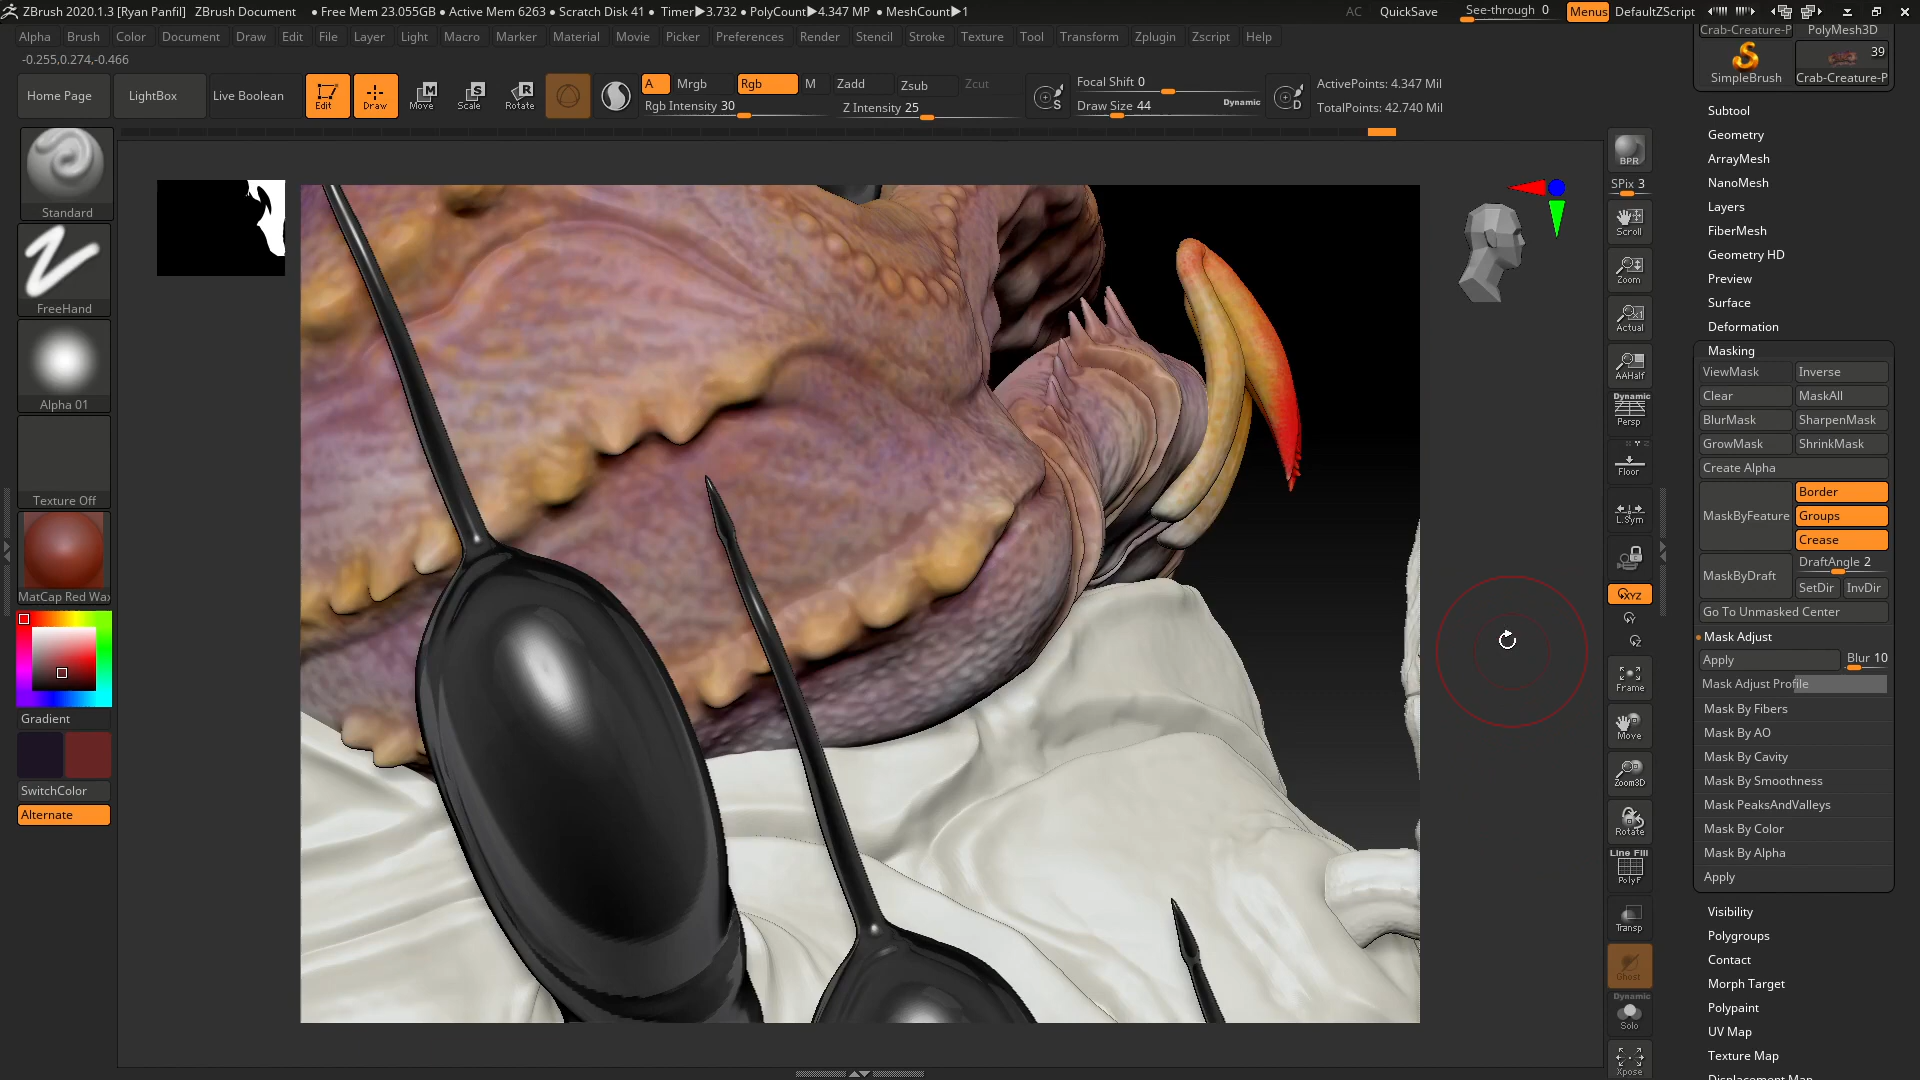 ZBrush 2020.1.3 [Ryan Panfil] ZBrush Document • Free Mem 23.055GB • Active Mem 6263 • Scratch Disk 41 • Timer▶3.732 • PolyCount▶4.347 MP • MeshCount▶1 AC QuickSave See-through 0 Menus DefaultZScript
Alpha Brush Color Document Draw Edit File Layer Light Macro Marker Material Movie Picker Preferences Render Stencil Stroke Texture Tool Transform Zplugin Zscript Help
-0.255,0.274,-0.466
Home Page LightBox Live Boolean Edit Draw Move Scale Rotate
A Mrgb Rgb M Zadd Zsub Zcut
Rgb Intensity 30 Z Intensity 25
Focal Shift 0
Draw Size 44 Dynamic
ActivePoints: 4.347 Mil
TotalPoints: 42.740 Mil
Standard
FreeHand
Alpha 01
Texture Off
MatCap Red Wax
Gradient
SwitchColor
Alternate
BPR
SPix 3
Scroll
Zoom
Actual
AAHalf
Dynamic
Persp
Floor
L.Sym
XYZ
Y
Z
Frame
Move
Zoom3D
Rotate
Line Fill
PolyF
Transp
Ghost
Dynamic
Solo
Xpose
Crab-Creature-P PolyMesh3D
39
SimpleBrush Crab-Creature-P
Subtool
Geometry
ArrayMesh
NanoMesh
Layers
FiberMesh
Geometry HD
Preview
Surface
Deformation
Masking
ViewMask Inverse
Clear MaskAll
BlurMask SharpenMask
GrowMask ShrinkMask
Create Alpha
MaskByFeature Border
Groups
Crease
MaskByDraft DraftAngle 2
SetDir InvDir
Go To Unmasked Center
Mask Adjust
Apply Blur 10
Mask Adjust Profile
Mask By Fibers
Mask By AO
Mask By Cavity
Mask By Smoothness
Mask PeaksAndValleys
Mask By Color
Mask By Alpha
Apply
Visibility
Polygroups
Contact
Morph Target
Polypaint
UV Map
Texture Map
Displacement Map